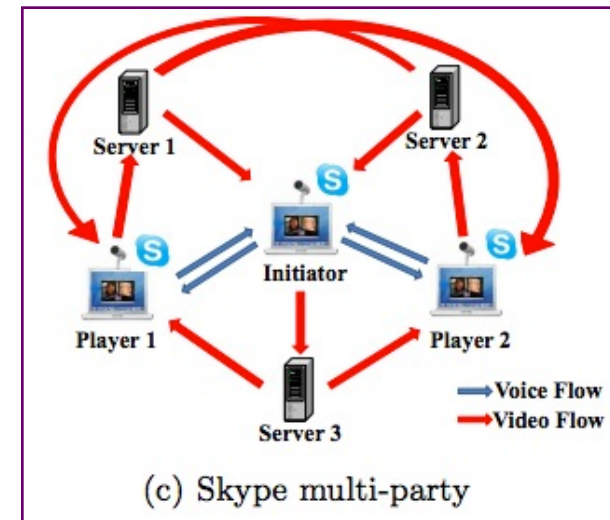 Server 1
Server 2
S
Initiator
S
S
Player 1
Player 2
Server 3
Voice Flow
Video Flow
(c) Skype multi-party